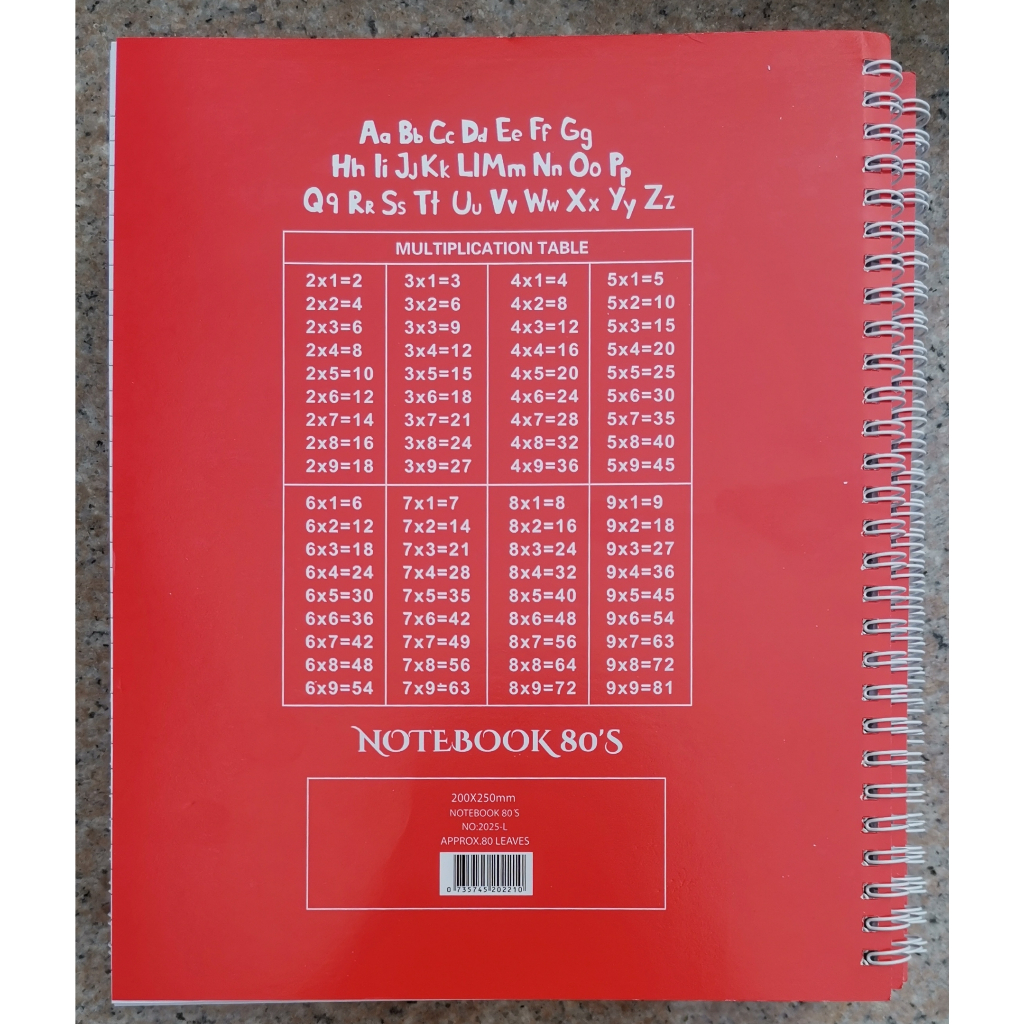 Aa Bb Cc Dd Ee Ff Gg
Hh Ii Jj Kk Ll Mm Nn Oo Pp
Qq Rr Ss Tt Uu Vv Ww Xx Yy Zz
MULTIPLICATION TABLE
2x1=2 3x1=3 4x1=4 5x1=5
2x2=4 3x2=6 4x2=8 5x2=10
2x3=6 3x3=9 4x3=12 5x3=15
2x4=8 3x4=12 4x4=16 5x4=20
2x5=10 3x5=15 4x5=20 5x5=25
2x6=12 3x6=18 4x6=24 5x6=30
2x7=14 3x7=21 4x7=28 5x7=35
2x8=16 3x8=24 4x8=32 5x8=40
2x9=18 3x9=27 4x9=36 5x9=45
6x1=6 7x1=7 8x1=8 9x1=9
6x2=12 7x2=14 8x2=16 9x2=18
6x3=18 7x3=21 8x3=24 9x3=27
6x4=24 7x4=28 8x4=32 9x4=36
6x5=30 7x5=35 8x5=40 9x5=45
6x6=36 7x6=42 8x6=48 9x6=54
6x7=42 7x7=49 8x7=56 9x7=63
6x8=48 7x8=56 8x8=64 9x8=72
6x9=54 7x9=63 8x9=72 9x9=81
NOTEBOOK 80'S
200X250mm
NOTEBOOK 80'S
NO:2025-L
APPROX.80 LEAVES
0 735745 202210